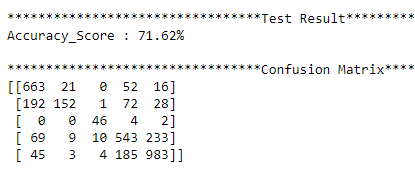 *********************************Test Result*********
Accuracy_Score : 71.62%
*********************************Confusion Matrix****
[[663 21 0 52 16]
[192 152 1 72 28]
[ 0 0 46 4 2]
[ 69 9 10 543 233]
[ 45 3 4 185 983]]